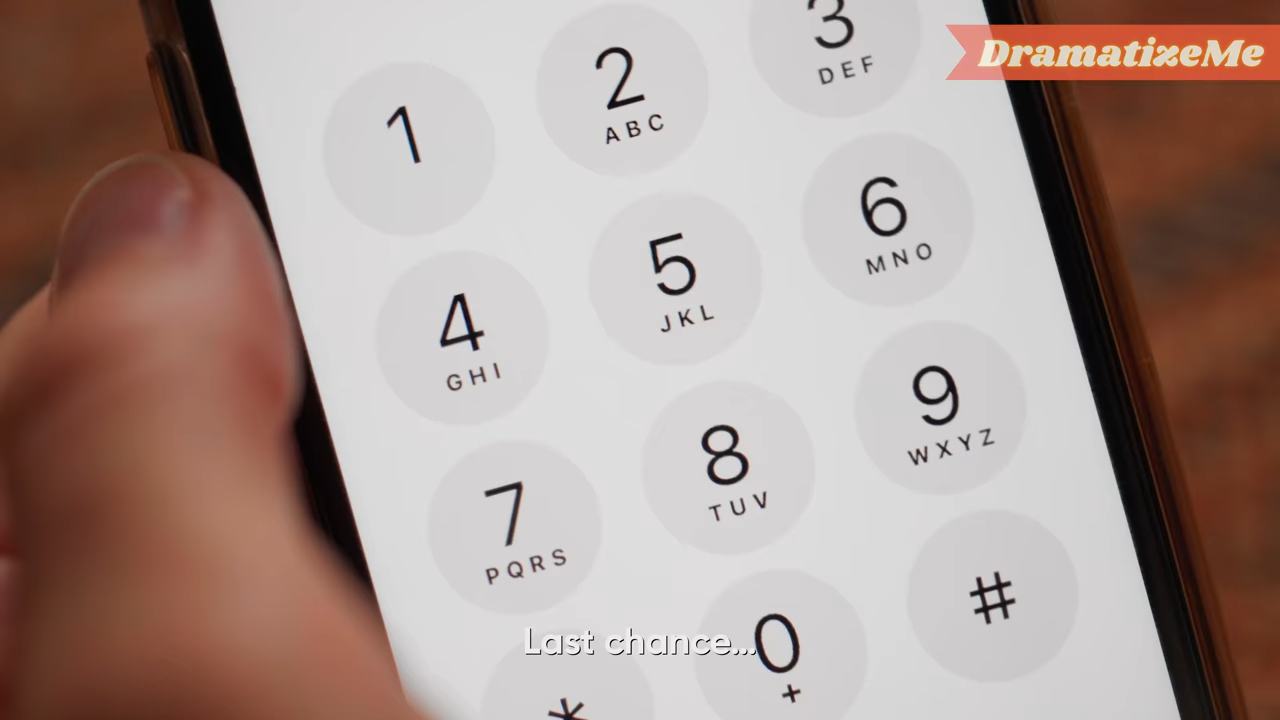 DramatizeMe
1
2
ABC
3
DEF
4
GHI
5
JKL
6
MNO
7
PQRS
8
TUV
9
WXYZ
*
0
+
#
Last chance...